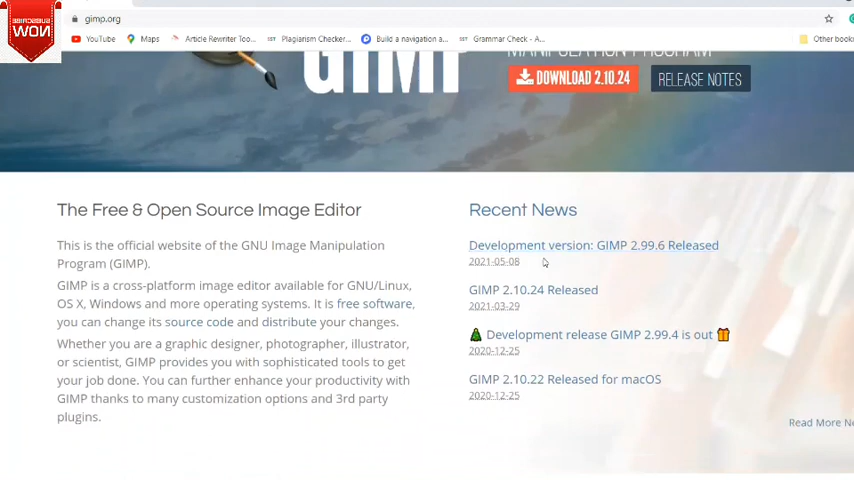 SUBSCRIBE
NOW
gimp.org
YouTube
Maps
Article Rewriter Too...
Plagiarism Checker...
Build a navigation a...
Grammar Check - A...
Other book
MANIPULATION PROGRAM
GIMP
DOWNLOAD 2.10.24
RELEASE NOTES
The Free & Open Source Image Editor
This is the official website of the GNU Image Manipulation
Program (GIMP).
GIMP is a cross-platform image editor available for GNU/Linux,
OS X, Windows and more operating systems. It is free software,
you can change its source code and distribute your changes.
Whether you are a graphic designer, photographer, illustrator,
or scientist, GIMP provides you with sophisticated tools to get
your job done. You can further enhance your productivity with
GIMP thanks to many customization options and 3rd party
plugins.
Recent News
Development version: GIMP 2.99.6 Released
2021-05-08
GIMP 2.10.24 Released
2021-03-29
Development release GIMP 2.99.4 is out
2020-12-25
GIMP 2.10.22 Released for macOS
2020-12-25
Read More Ne